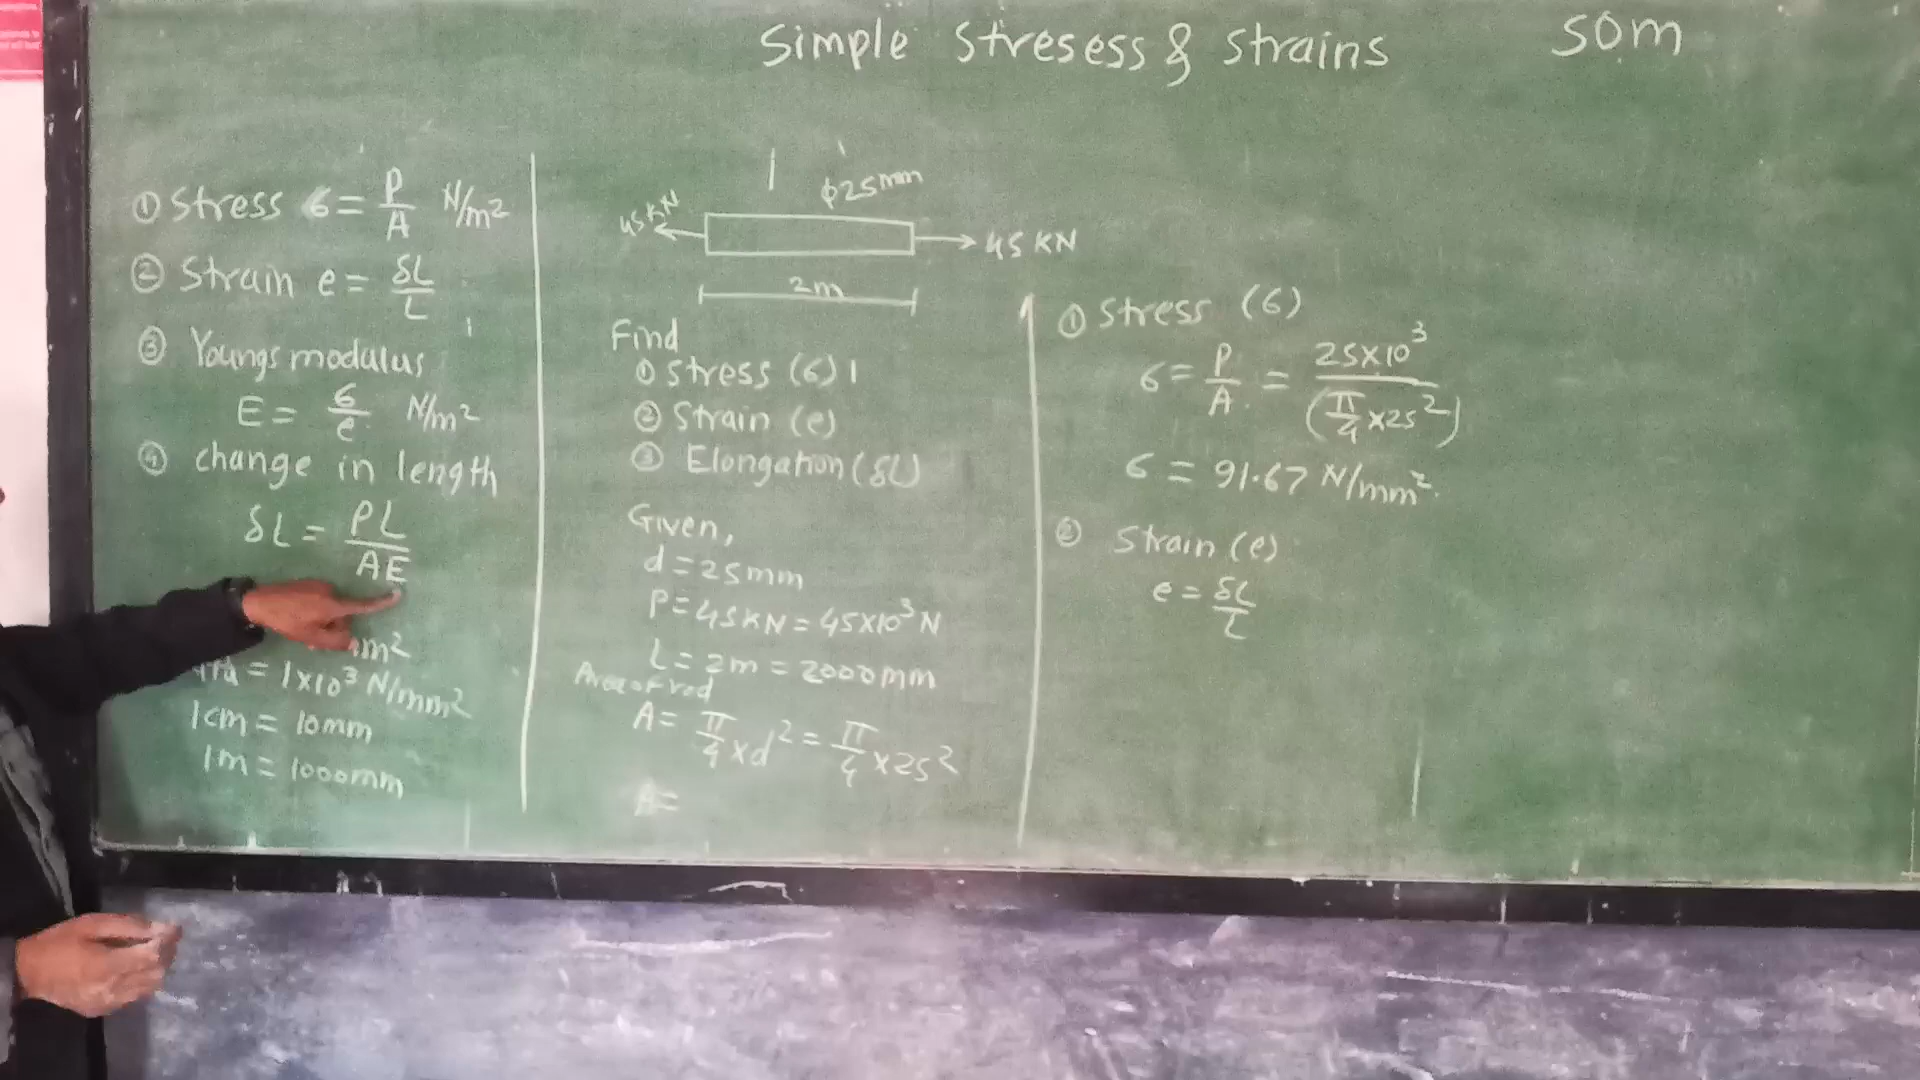 Simple Stresess & Strains
SOM
① Stress σ = P/A N/m²
② Strain e = δL/L
③ Youngs modulus
E = σ/e N/m²
④ change in length
δL = PL/AE
mm²
= 1×10³ N/mm²
1cm = 10mm
1m = 1000mm
ϕ25mm
45KN
45 KN
2m
Find
① Stress (σ)
② Strain (e)
③ Elongation (δL)
Given,
d = 25mm
P = 45KN = 45×10³ N
L = 2m = 2000mm
Area of rod
A = π/4 × d² = π/4 × 25²
A =
① Stress (σ)
σ = P/A = 25×10³/(π/4 × 25²)
σ = 91.67 N/mm².
② Strain (e)
e = δL/L